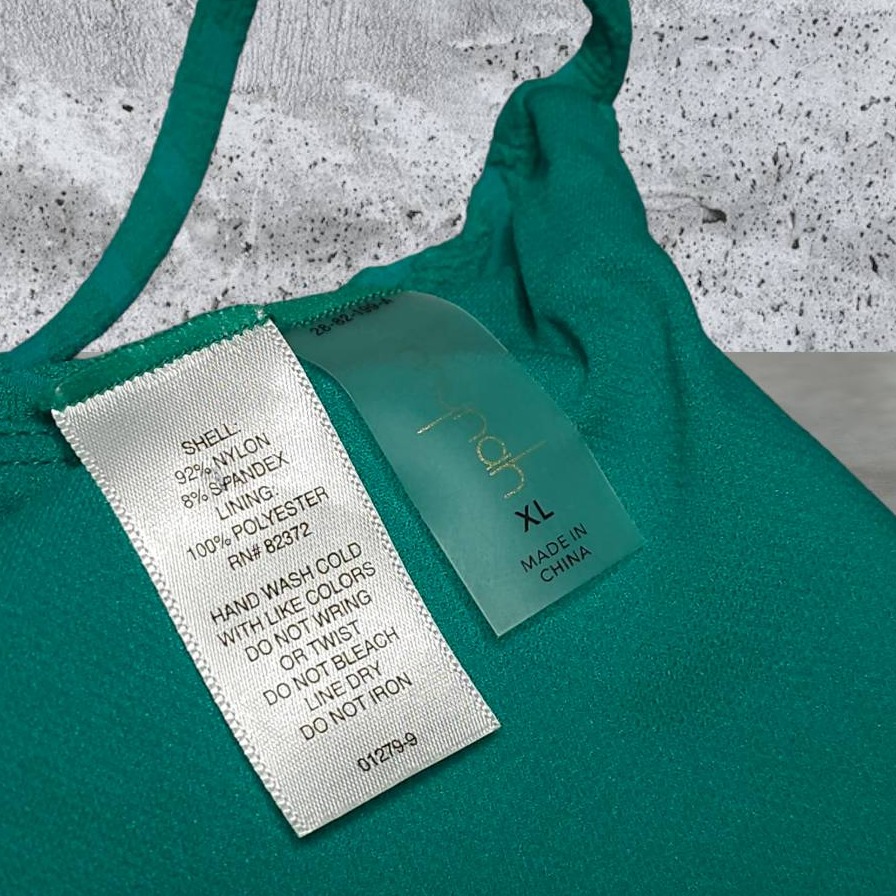 SHELL:
92% NYLON
8% SPANDEX
LINING:
100% POLYESTER
RN# 82372
HAND WASH COLD
WITH LIKE COLORS
DO NOT WRING
OR TWIST
DO NOT BLEACH
LINE DRY
DO NOT IRON
01279-9
XL
MADE IN
CHINA